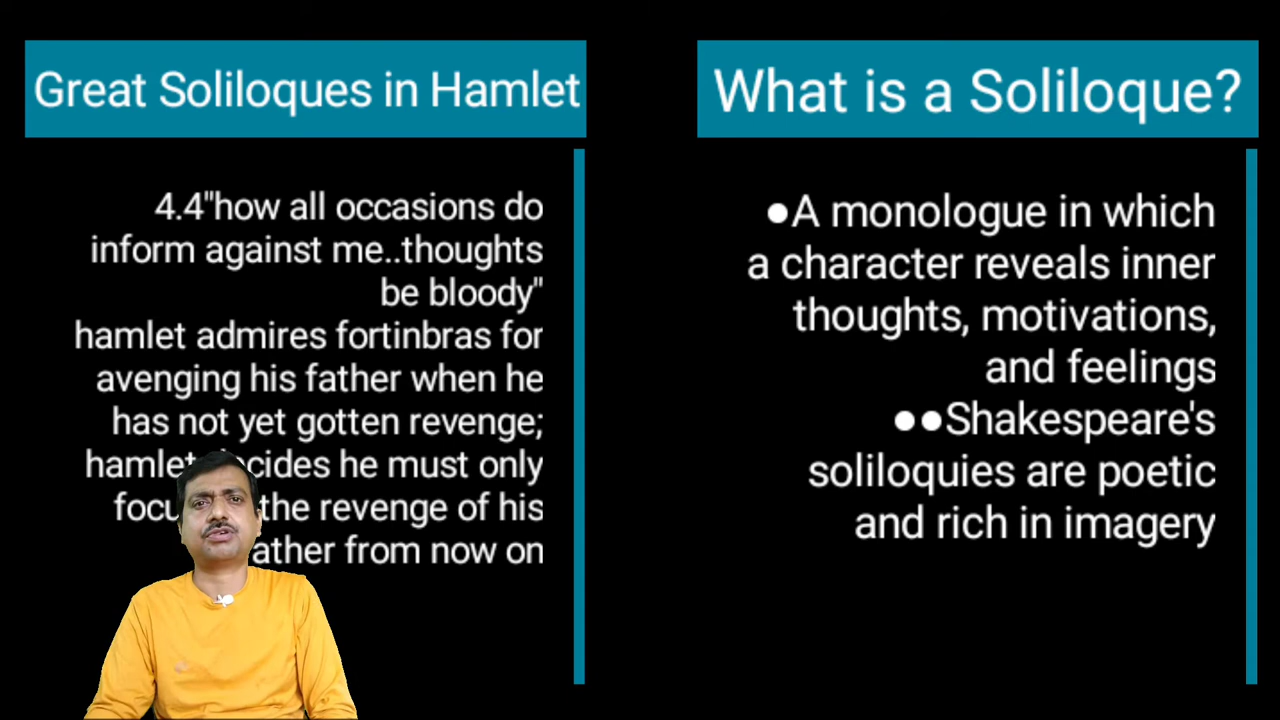 Great Soliloques in Hamlet
4.4"how all occasions do
inform against me..thoughts
be bloody"
hamlet admires fortinbras for
avenging his father when he
has not yet gotten revenge;
hamlet decides he must only
the revenge of his
from now on
What is a Soliloque?
●A monologue in which
a character reveals inner
thoughts, motivations,
and feelings
●●Shakespeare's
soliloquies are poetic
and rich in imagery